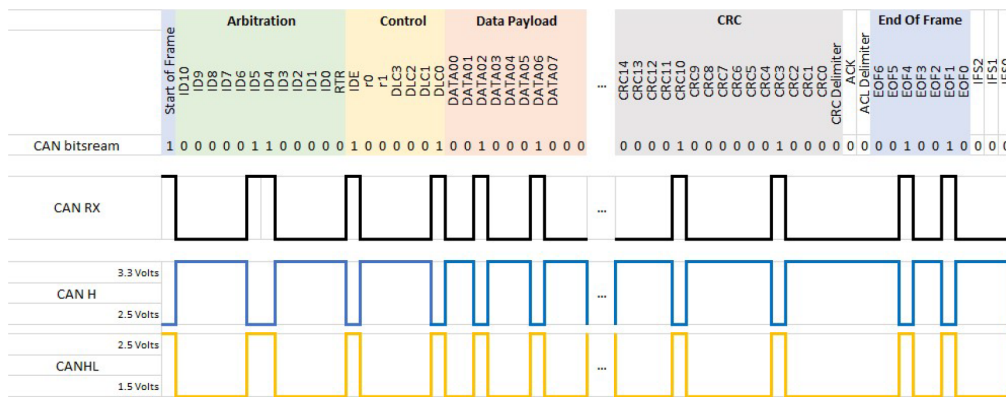 Arbitration Control Data Payload CRC End Of Frame
Start of Frame
ID10
ID9
ID8
ID7
ID6
ID5
ID4
ID3
ID2
ID1
ID0
RTR
IDE
r0
r1
DLC3
DLC2
DLC1
DLC0
DATA00
DATA01
DATA02
DATA03
DATA04
DATA05
DATA06
DATA07
...
CRC14
CRC13
CRC12
CRC11
CRC10
CRC9
CRC8
CRC7
CRC6
CRC5
CRC4
CRC3
CRC2
CRC1
CRC0
CRC Delimiter
ACK
ACL Delimiter
EOF6
EOF5
EOF4
EOF3
EOF2
EOF1
EOF0
IFS2
IFS1
IFS0
CAN bitsream 1 0 0 0 0 0 1 1 0 0 0 0 0 1 0 0 0 0 0 1 0 0 1 0 0 0 1 0 0 0 0 0 0 0 1 0 0 0 0 0 0 1 0 0 0 0 0 0 0 0 1 0 0 1 0 0 0 0
CAN RX ...
3.3 Volts
CAN H ...
2.5 Volts
2.5 Volts
CANHL ...
1.5 Volts